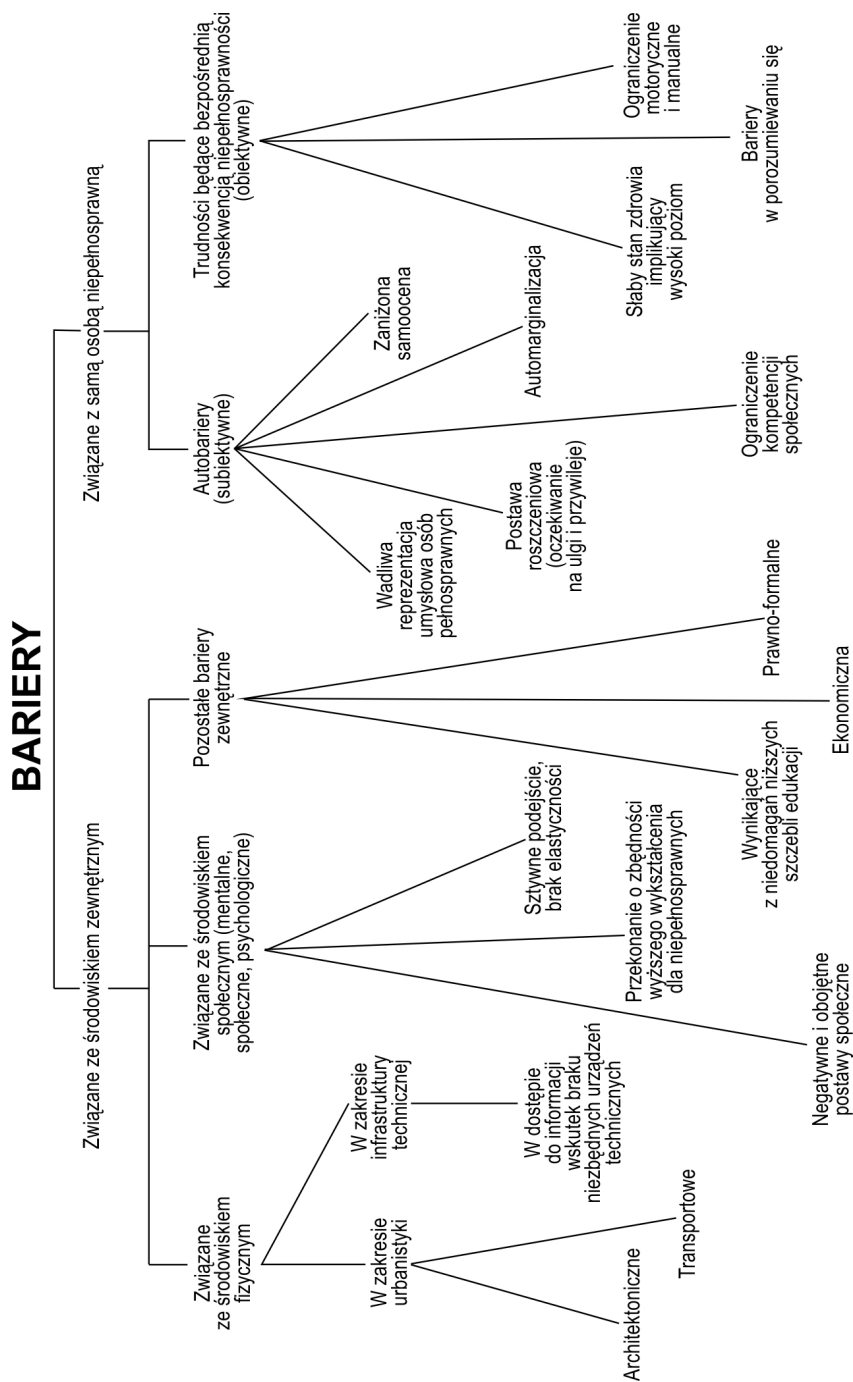 BARIERY
Związane ze środowiskiem zewnętrznym
Związane z samą osobą niepełnosprawną
Związane
ze środowiskiem
fizycznym
Związane ze środowiskiem
społecznym (mentalne,
społeczne, psychologiczne)
Pozostałe bariery
zewnętrzne
Autobariery
(subiektywne)
Trudności będące bezpośrednią
konsekwencją niepełnosprawności
(obiektywne)
W zakresie
urbanistyki
W zakresie
infrastruktury
technicznej
Architektoniczne
Transportowe
W dostępie
do informacji
wskutek braku
niezbędnych urządzeń
technicznych
Negatywne i obojętne
postawy społeczne
Przekonanie o zbędności
wyższego wykształcenia
dla niepełnosprawnych
Sztywne podejście,
brak elastyczności
Wynikające
z niedomagań niższych
szczebli edukacji
Ekonomiczna
Prawno-formalne
Wadliwa
reprezentacja
umysłowa osób
pełnosprawnych
Postawa
roszczeniowa
(oczekiwanie
na ulgi i przywileje)
Ograniczenie
kompetencji
społecznych
Automarginalizacja
Zaniżona
samoocena
Słaby stan zdrowia
implikujący
wysoki poziom
Bariery
w porozumiewaniu się
Ograniczenie
motoryczne
i manualne